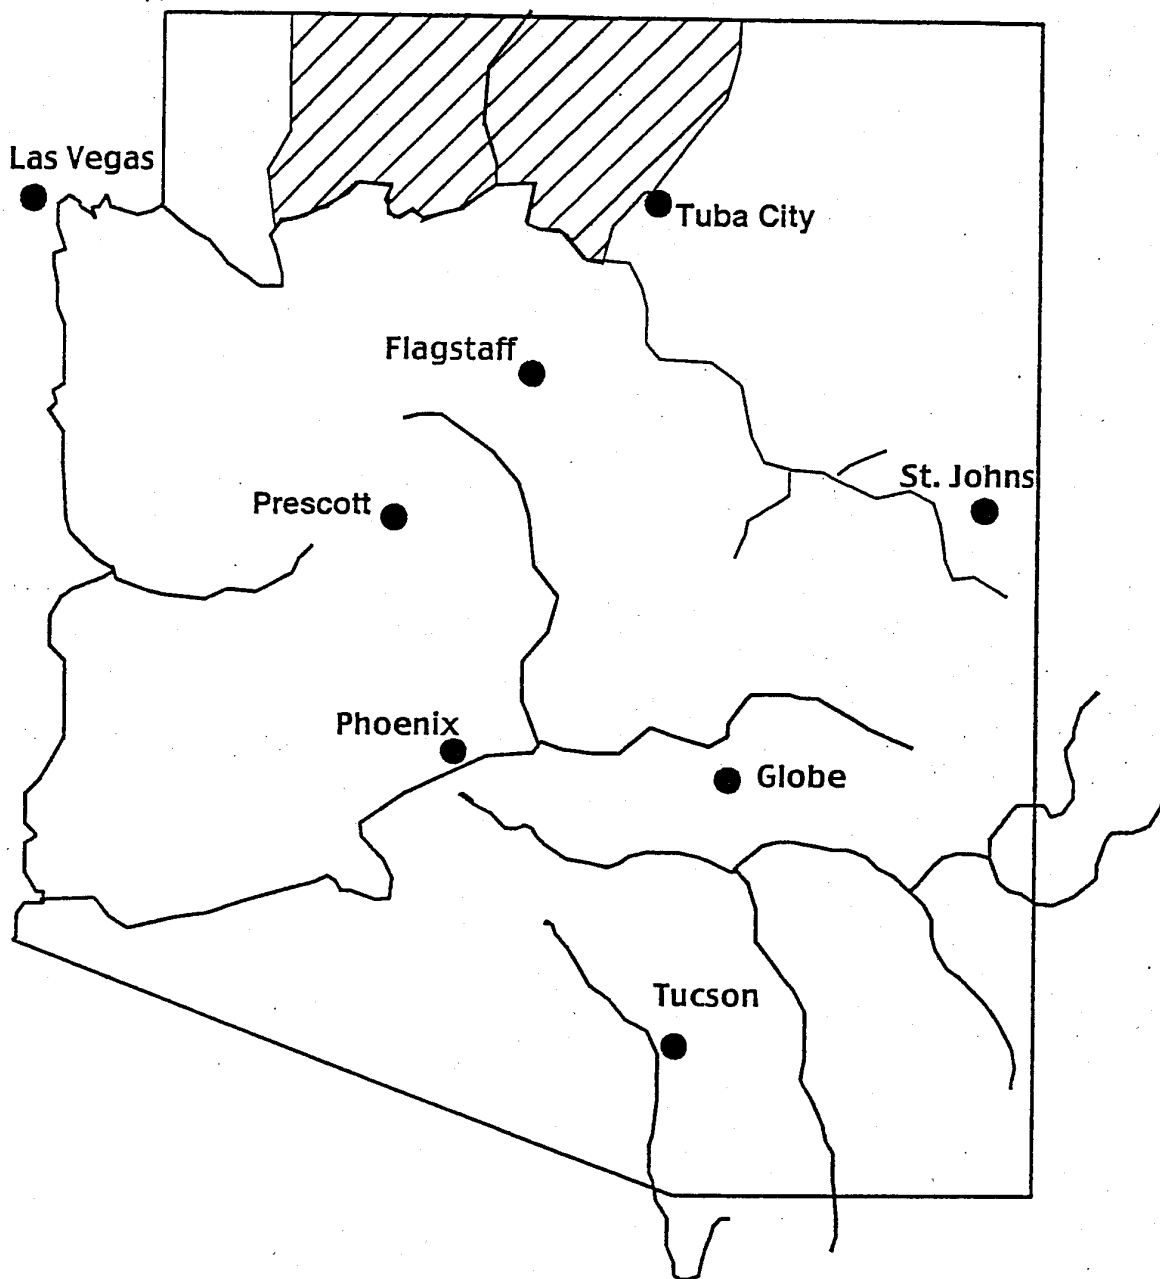 Las Vegas
Tuba City
Flagstaff
St. Johns
Prescott
Phoenix
Globe
Tucson